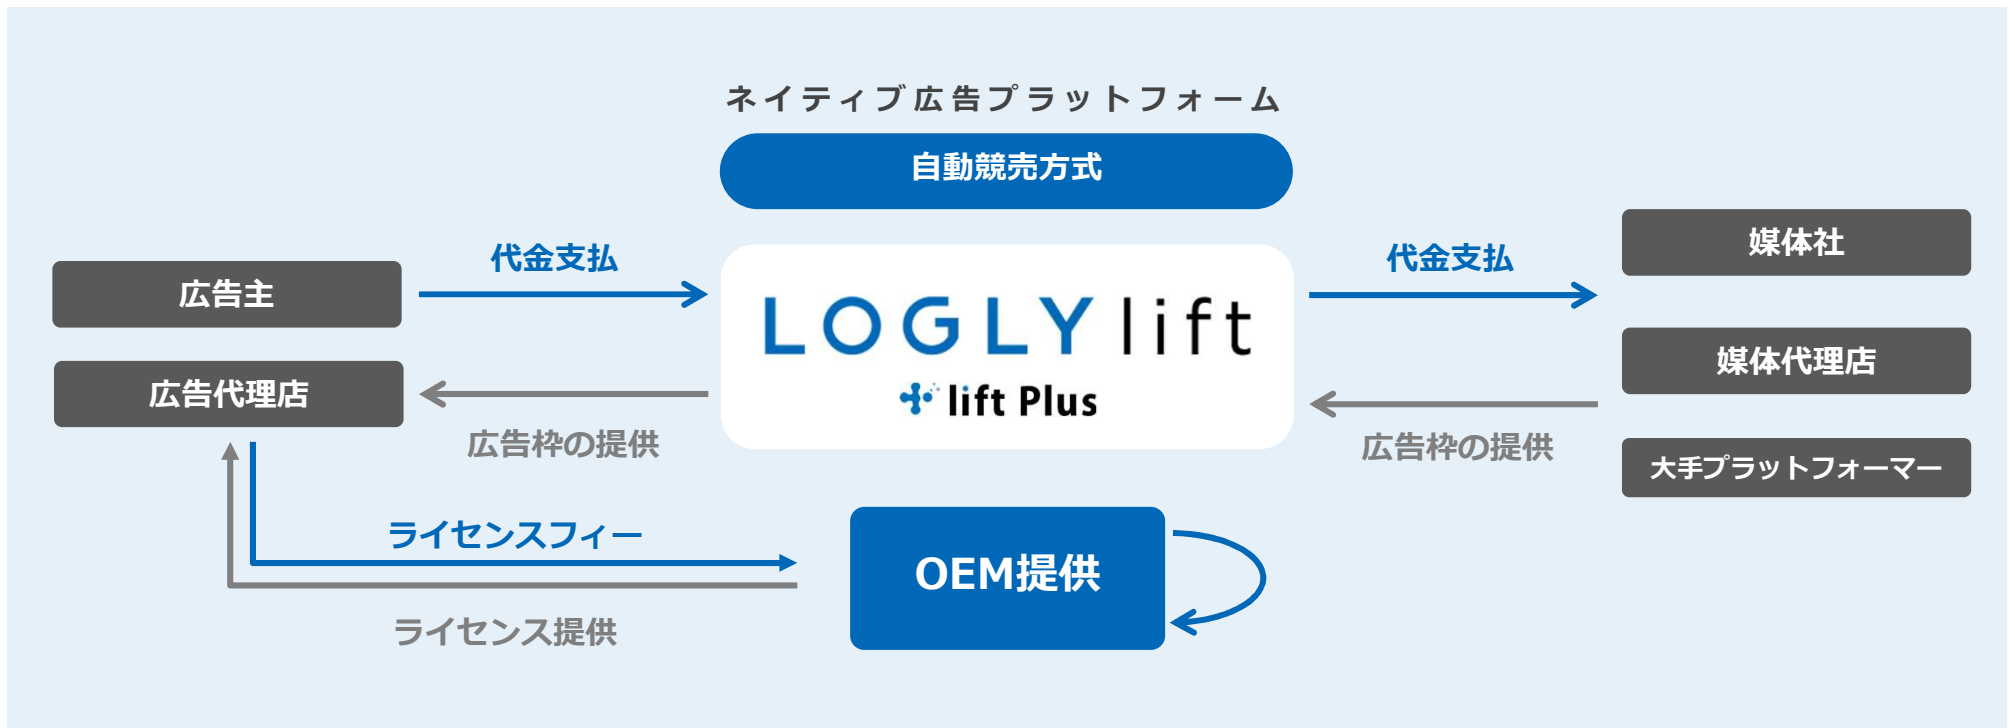 ネイティブ広告プラットフォーム
自動競売方式
広告主
広告代理店
代金支払
広告枠の提供
LOGLY lift
lift Plus
代金支払
広告枠の提供
媒体社
媒体代理店
大手プラットフォーマー
ライセンスフィー
ライセンス提供
OEM提供